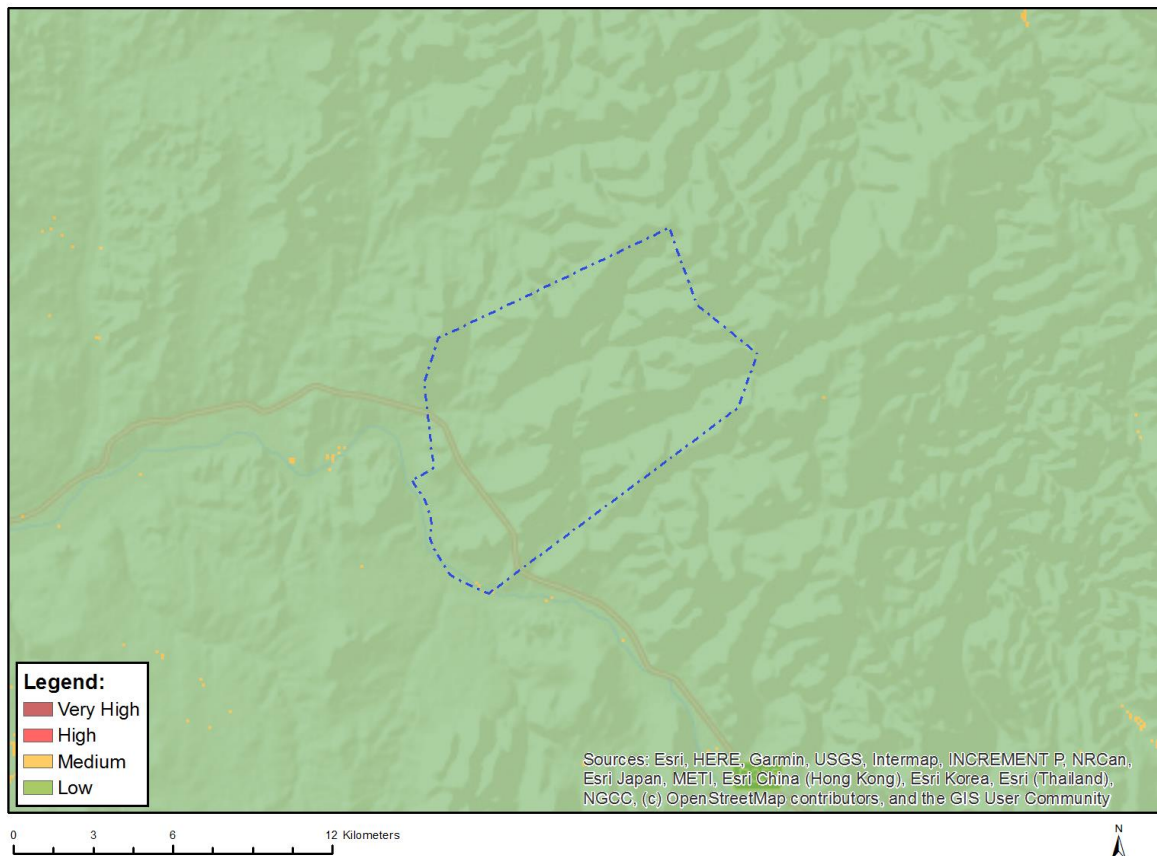 Legend:
Very High
High
Medium
Low
Sources: Esri, HERE, Garmin, USGS, Intermap, INCREMENT P, NRCan,
Esri Japan, METI, Esri China (Hong Kong), Esri Korea, Esri (Thailand),
NGCC, (c) OpenStreetMap contributors, and the GIS User Community
0 3 6 12 Kilometers
N